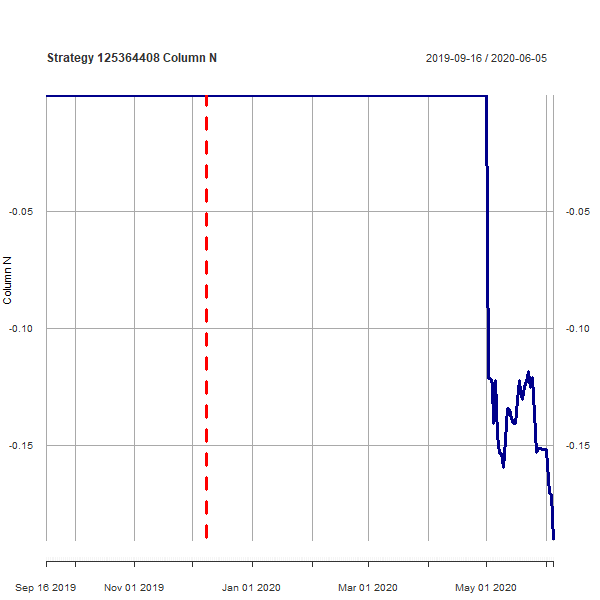 Strategy 125364408 Column N
2019-09-16 / 2020-06-05
-0.05
-0.05
Column N
-0.10
-0.10
-0.15
-0.15
Sep 16 2019
Nov 01 2019
Jan 01 2020
Mar 01 2020
May 01 2020